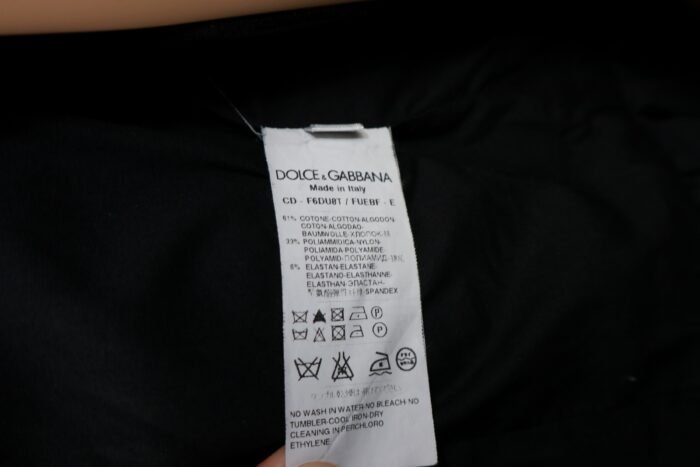 DOLCE & GABBANA
Made in Italy
CD - F6DU8T / FUEBF - E
61% COTONE-COTTON-ALGODON-
COTON-ALGODAO-
BAUMWOLLE-ХЛОПОК-棉
33% POLIAMMIDICA-NYLON-
POLIAMIDA-POLYAMIDE-
POLYAMID-ПОЛИАМИД-
6% ELASTAN-ELASTANE-
ELASTANO-ELASTHANNE-
ELASTHAN-ЭЛАСТАН-
SPANDEX
P
P
NO WASH IN WATER-NO BLEACH-NO
TUMBLER-COOL IRON-DRY
CLEANING IN PERCHLORO
ETHYLENE